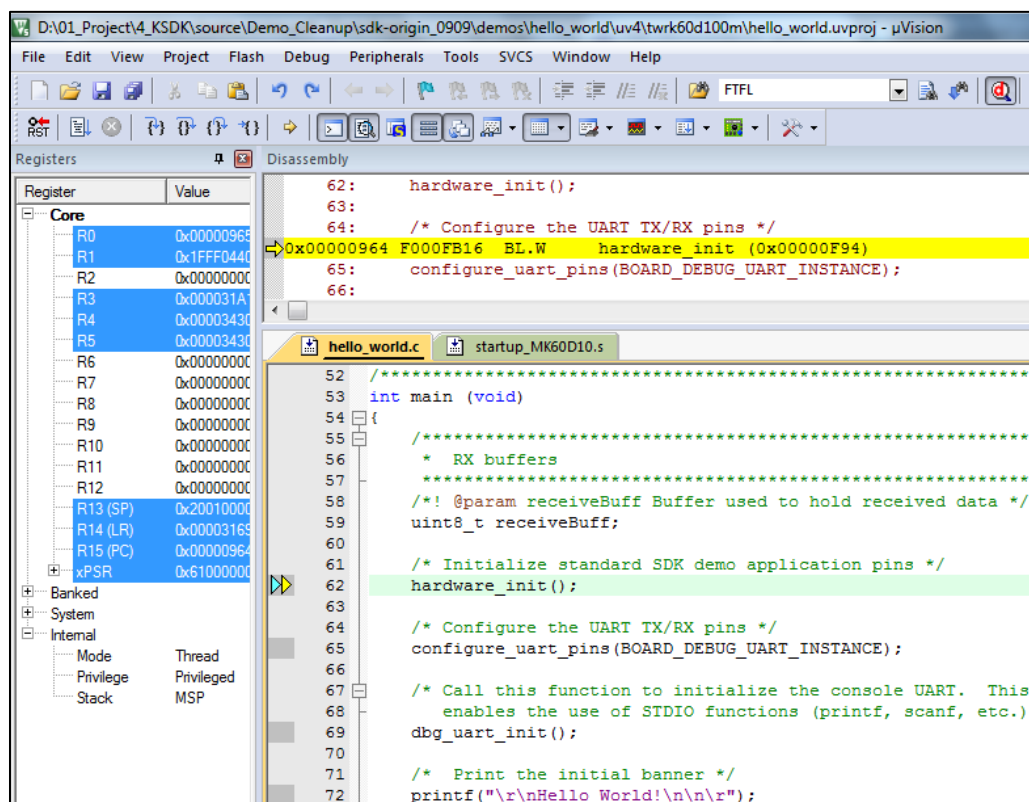 D:\01_Project\4_KSDK\source\Demo_Cleanup\sdk-origin_0909\demos\hello_world\uv4\twrk60d100m\hello_world.uvproj - µVision
File Edit View Project Flash Debug Peripherals Tools SVCS Window Help
FTFL
RST
Registers
Disassembly
Register Value
Core
R0 0x00000965
R1 0x1FFF0440
R2 0x00000000
R3 0x000031A
R4 0x00003430
R5 0x00003430
R6 0x00000000
R7 0x00000000
R8 0x00000000
R9 0x00000000
R10 0x00000000
R11 0x00000000
R12 0x00000000
R13 (SP) 0x20010000
R14 (LR) 0x00003169
R15 (PC) 0x00000964
xPSR 0x61000000
Banked
System
Internal
Mode Thread
Privilege Privileged
Stack MSP
62: hardware_init();
63:
64: /* Configure the UART TX/RX pins */
0x00000964 F000FB16 BL.W hardware_init (0x00000F94)
65: configure_uart_pins(BOARD_DEBUG_UART_INSTANCE);
66:
hello_world.c startup_MK60D10.s
52 /***************************************************************
53 int main (void)
54 {
55 /***********************************************************
56 * RX buffers
57 ***********************************************************
58 /*! @param receiveBuff Buffer used to hold received data */
59 uint8_t receiveBuff;
60
61 /* Initialize standard SDK demo application pins */
62 hardware_init();
63
64 /* Configure the UART TX/RX pins */
65 configure_uart_pins(BOARD_DEBUG_UART_INSTANCE);
66
67 /* Call this function to initialize the console UART. This
68 enables the use of STDIO functions (printf, scanf, etc.)
69 dbg_uart_init();
70
71 /* Print the initial banner */
72 printf("\r\nHello World!\n\n\r");